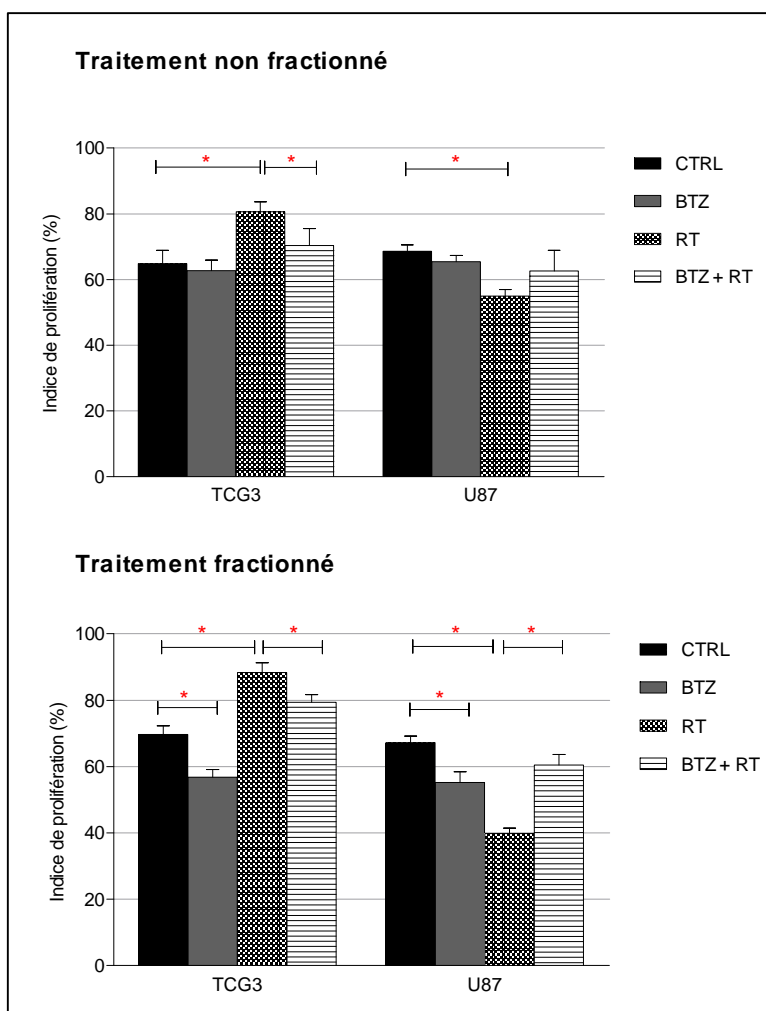 Traitement non fractionné
Indice de prolifération (%)
100
80
60
40
20
0
* * *
TCG3 U87
CTRL
BTZ
RT
BTZ + RT
Traitement fractionné
Indice de prolifération (%)
100
80
60
40
20
0
* * * *
* *
TCG3 U87
CTRL
BTZ
RT
BTZ + RT